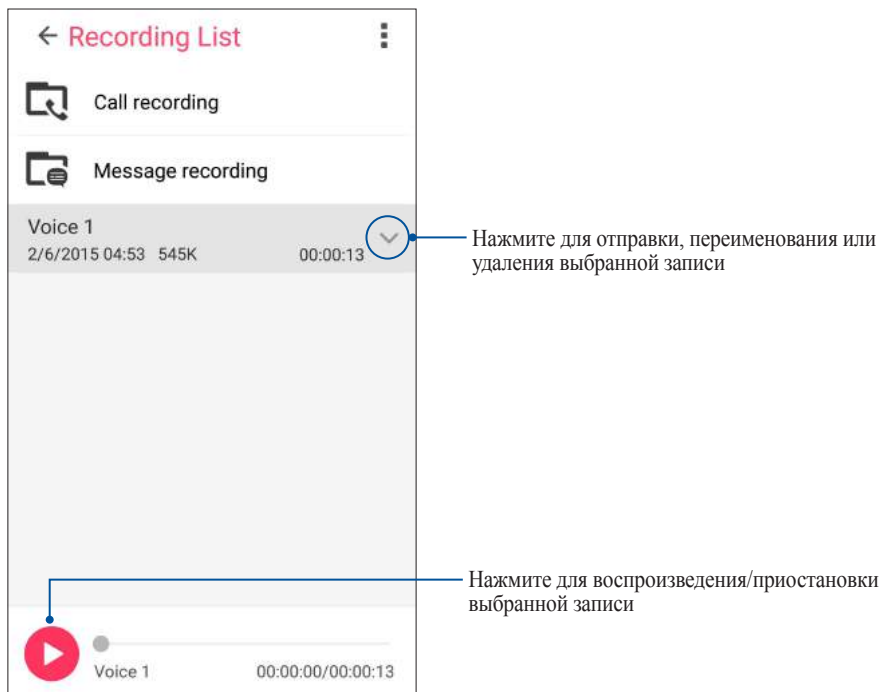 Recording List
Call recording
Message recording
Voice 1
2/6/2015 04:53 545K 00:00:13
Нажмите для отправки, переименования или
удаления выбранной записи
Нажмите для воспроизведения/приостановки
выбранной записи
Voice 1 00:00:00/00:00:13